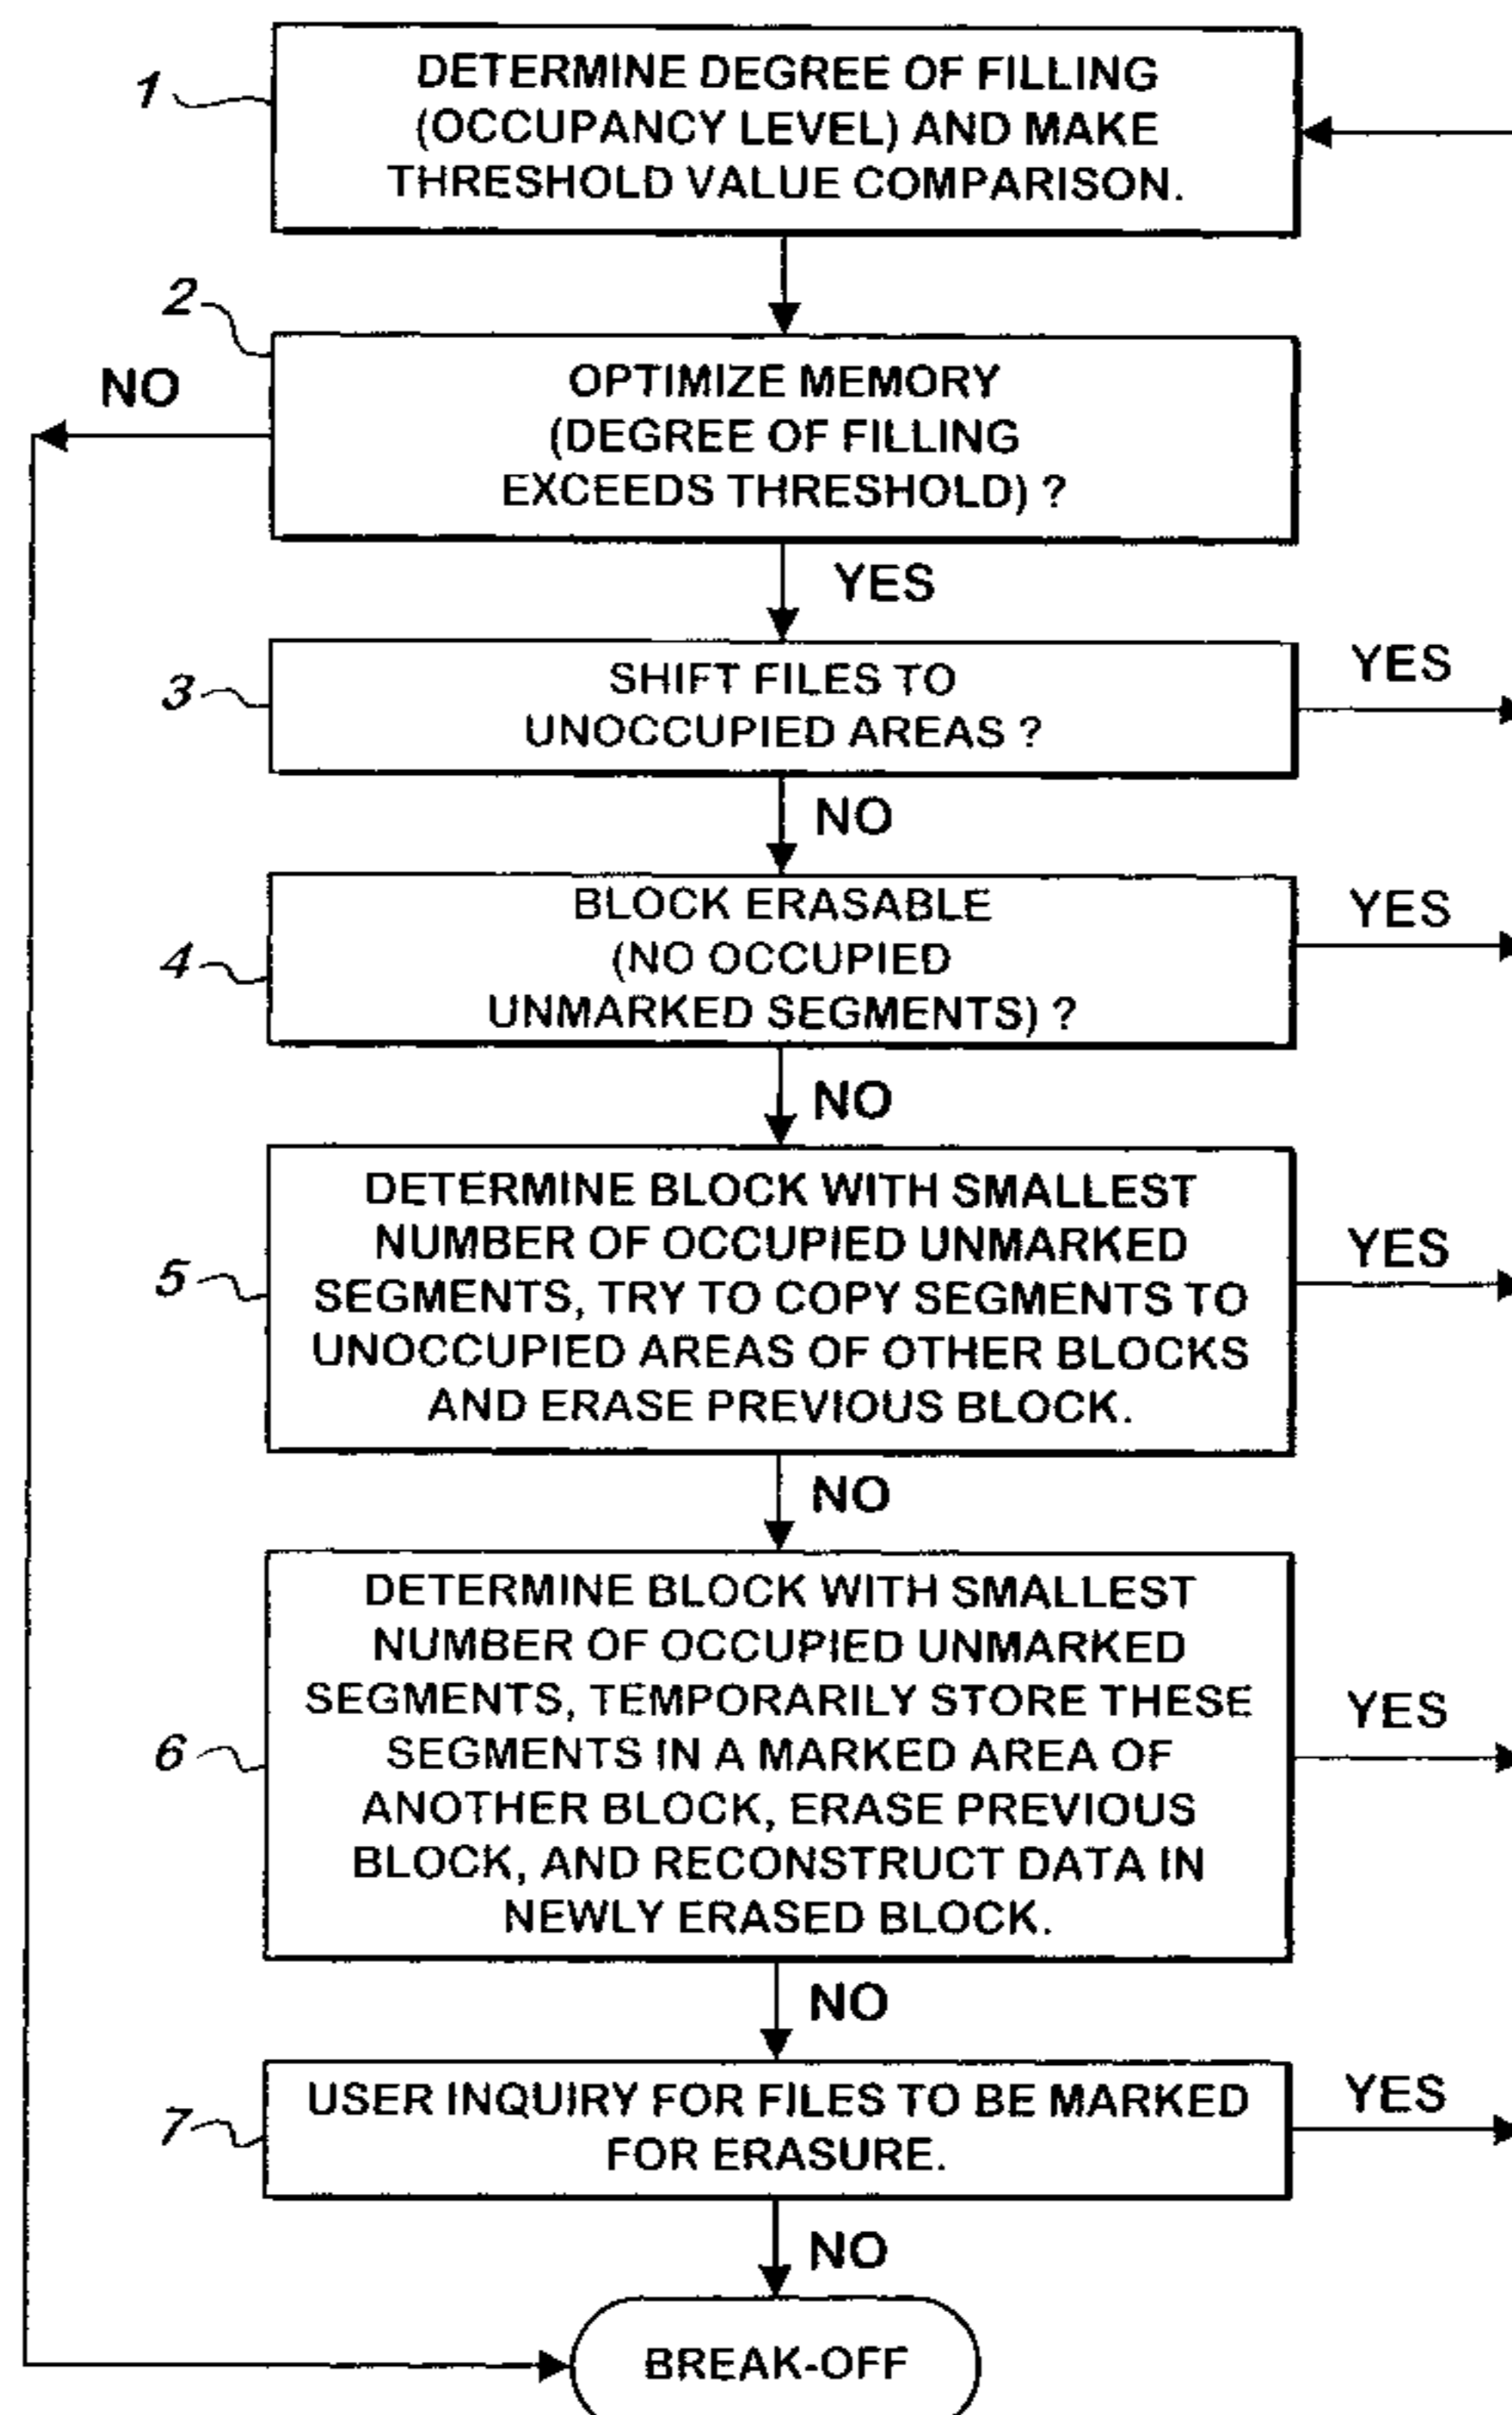 1
DETERMINE DEGREE OF FILLING
(OCCUPANCY LEVEL) AND MAKE
THRESHOLD VALUE COMPARISON.
2
NO
OPTIMIZE MEMORY
(DEGREE OF FILLING
EXCEEDS THRESHOLD) ?
YES
3
SHIFT FILES TO
UNOCCUPIED AREAS ?
YES
NO
4
BLOCK ERASABLE
(NO OCCUPIED
UNMARKED SEGMENTS) ?
YES
NO
5
DETERMINE BLOCK WITH SMALLEST
NUMBER OF OCCUPIED UNMARKED
SEGMENTS, TRY TO COPY SEGMENTS TO
UNOCCUPIED AREAS OF OTHER BLOCKS
AND ERASE PREVIOUS BLOCK.
YES
NO
6
DETERMINE BLOCK WITH SMALLEST
NUMBER OF OCCUPIED UNMARKED
SEGMENTS, TEMPORARILY STORE THESE
SEGMENTS IN A MARKED AREA OF
ANOTHER BLOCK, ERASE PREVIOUS
BLOCK, AND RECONSTRUCT DATA IN
NEWLY ERASED BLOCK.
YES
NO
7
USER INQUIRY FOR FILES TO BE MARKED
FOR ERASURE.
YES
NO
BREAK-OFF